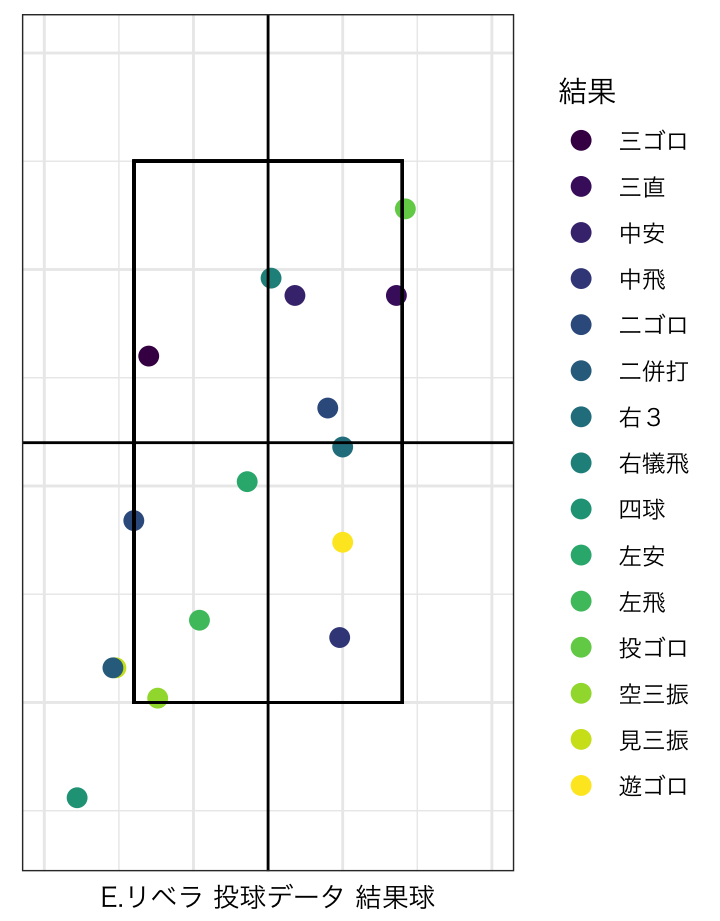 結果
三ゴロ
三直
中安
中飛
二ゴロ
二併打
右３
右犠飛
四球
左安
左飛
投ゴロ
空三振
見三振
遊ゴロ
E.リベラ 投球データ 結果球